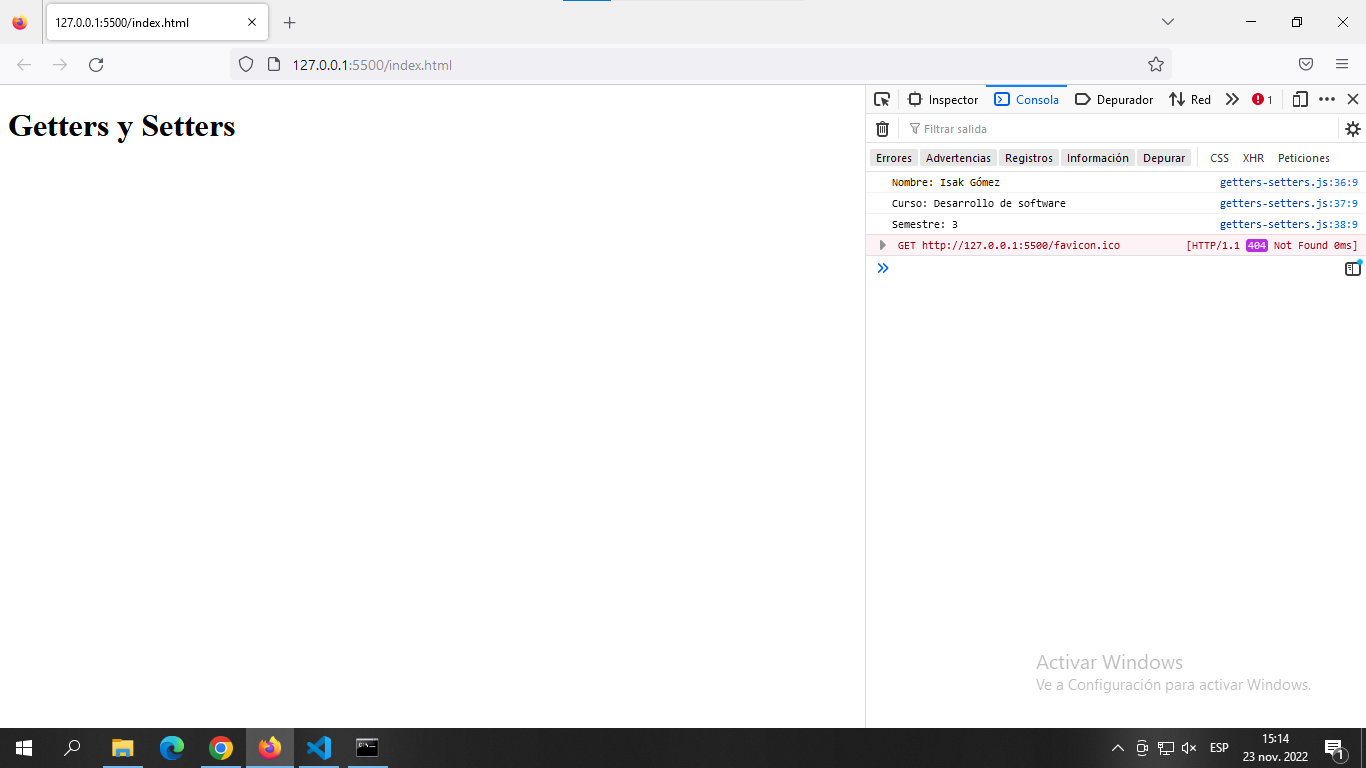 127.0.0.1:5500/index.html
127.0.0.1:5500/index.html
Getters y Setters
Inspector Consola Depurador Red 1
Filtrar salida
Errores Advertencias Registros Información Depurar CSS XHR Peticiones
Nombre: Isak Gómez getters-setters.js:36:9
Curso: Desarrollo de software getters-setters.js:37:9
Semestre: 3 getters-setters.js:38:9
GET http://127.0.0.1:5500/favicon.ico [HTTP/1.1 404 Not Found 0ms]
Activar Windows
Ve a Configuración para activar Windows.
ESP
15:14
23 nov. 2022
1